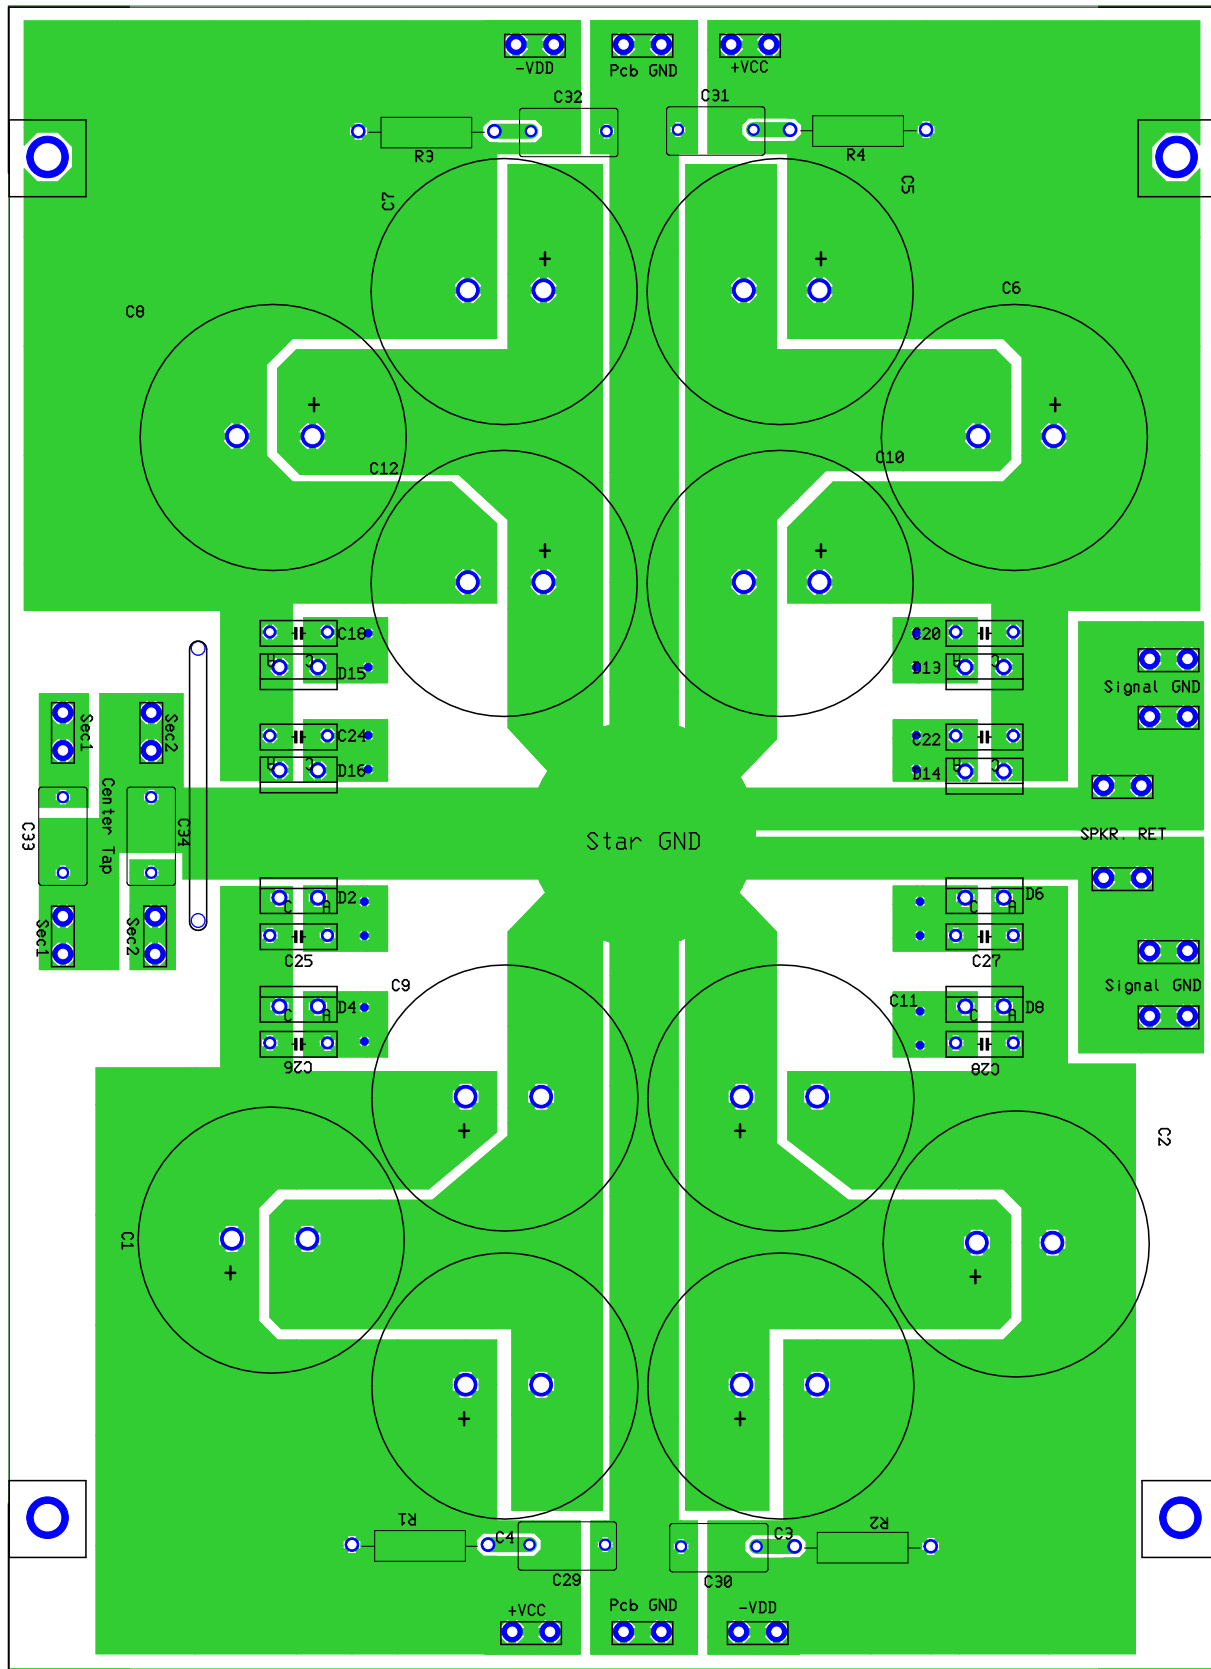 -VDD
Pcb GND
+VCC
C32
C31
R3
R4
C7
C5
+
+
C8
C6
+
+
C12
C10
+
+
C18
C20
A C
D15
D13
A C
C24
C22
A C
D16
D14
A C
Signal GND
Sec1
Sec2
Center Tap
C33
C34
Star GND
SPKR. RET
D2
C A
D6
C A
Sec1
Sec2
C25
C27
C9
C11
Signal GND
D4
C A
D8
C A
C26
C28
+
+
C2
C1
+
+
+
+
R1
R2
C4
C3
C29
C30
+VCC
Pcb GND
-VDD